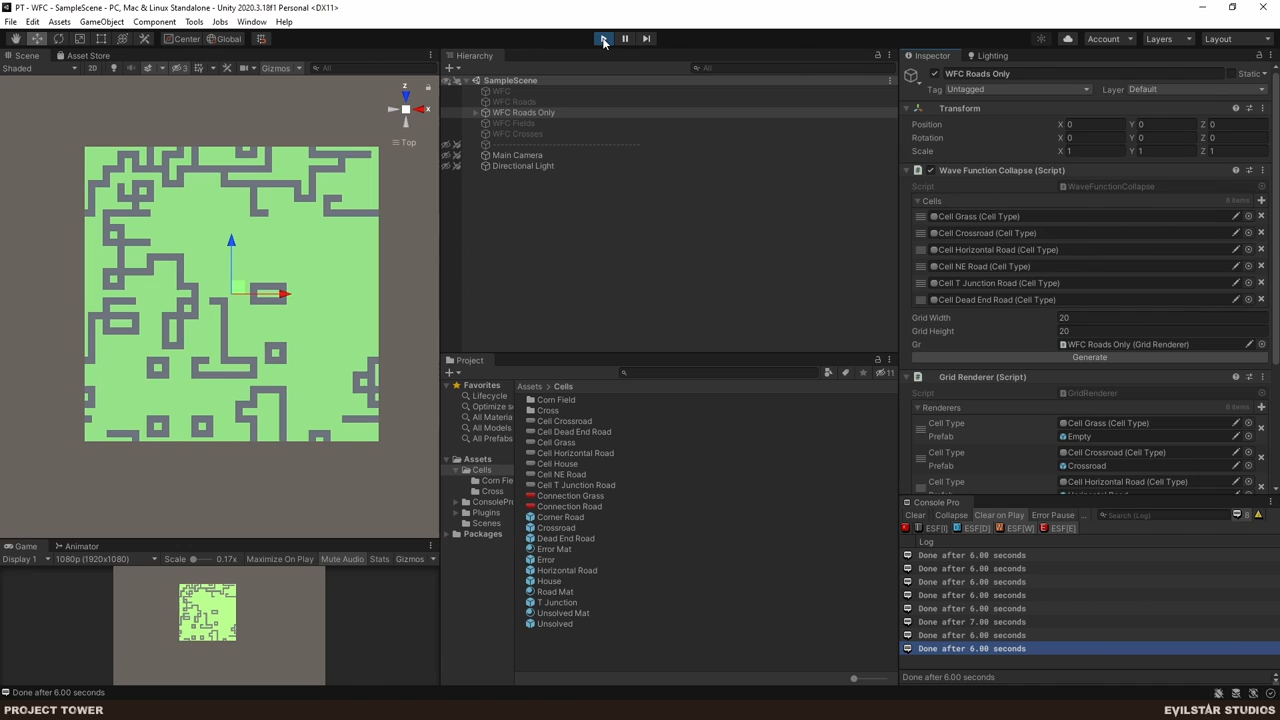 PT - WFC - SampleScene - PC, Mac & Linux Standalone - Unity 2020.3.18f1 Personal <DX11>
File Edit Assets GameObject Component Tools Jobs Window Help
Center Global Account Layers Layout
Scene Asset Store
Shaded 2D 3 Gizmos All
z
x
Top
Game Animator
Display 1 1080p (1920x1080) Scale 0.17x Maximize On Play Mute Audio Stats Gizmos
Hierarchy
All
SampleScene
WFC
WFC Roads
WFC Roads Only
WFC Fields
WFC Crosses
Main Camera
Directional Light
Project
11
Favorites
Lifecycle
Optimize s
All Materia
All Models
All Prefabs
Assets
Cells
Corn Fie
Cross
ConsolePr
Plugins
Scenes
Packages
Assets > Cells
Corn Field
Cross
Cell Crossroad
Cell Dead End Road
Cell Grass
Cell Horizontal Road
Cell House
Cell NE Road
Cell T Junction Road
Connection Grass
Connection Road
Corner Road
Crossroad
Dead End Road
Error Mat
Error
Horizontal Road
House
Road Mat
T Junction
Unsolved Mat
Unsolved
Inspector Lighting
WFC Roads Only Static
Tag Untagged Layer Default
Transform
Position X 0 Y 0 Z 0
Rotation X 0 Y 0 Z 0
Scale X 1 Y 1 Z 1
Wave Function Collapse (Script)
Script WaveFunctionCollapse
Cells 6 items
Cell Grass (Cell Type)
Cell Crossroad (Cell Type)
Cell Horizontal Road (Cell Type)
Cell NE Road (Cell Type)
Cell T Junction Road (Cell Type)
Cell Dead End Road (Cell Type)
Grid Width 20
Grid Height 20
Gr WFC Roads Only (Grid Renderer)
Generate
Grid Renderer (Script)
Script GridRenderer
Renderers
Cell Type Cell Grass (Cell Type)
Prefab Empty
Cell Type Cell Crossroad (Cell Type)
Prefab Crossroad
Cell Type Cell Horizontal Road (Cell Type)
Console Pro
Clear Collapse Clear on Play Error Pause ... Search (Log) 8
ESF[I] ESF[D] ESF[W] ESF[E]
Log
Done after 6.00 seconds
Done after 6.00 seconds
Done after 6.00 seconds
Done after 6.00 seconds
Done after 6.00 seconds
Done after 7.00 seconds
Done after 6.00 seconds
Done after 6.00 seconds
Done after 6.00 seconds
Done after 6.00 seconds
PROJECT TOWER
EVILSTAR STUDIOS